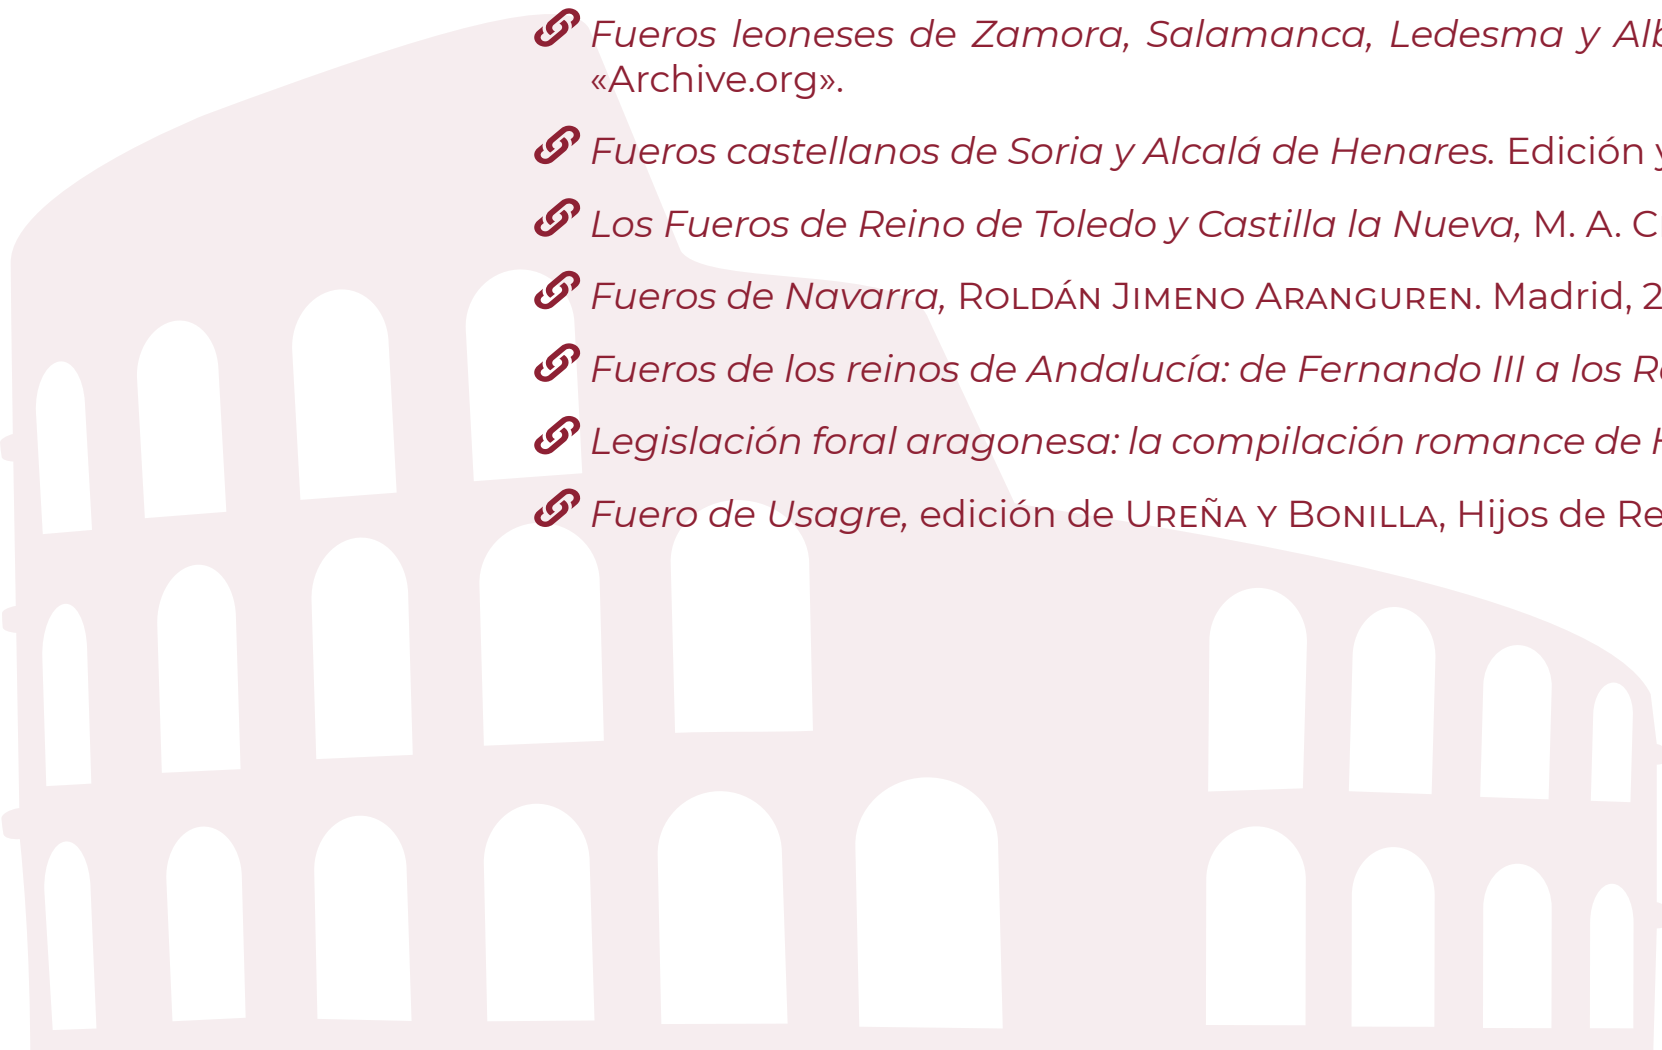 Fueros leoneses de Zamora, Salamanca, Ledesma y
«Archive.org».
Fueros castellanos de Soria y Alcalá de Henares. Edición y
Los Fueros de Reino de Toledo y Castilla la Nueva, M. A.
Fueros de Navarra, Roldán Jimeno Aranguren. Madrid,
Fueros de los reinos de Andalucía: de Fernando III a los
Legislación foral aragonesa: la compilación romance de
Fuero de Usagre, edición de Ureña y Bonilla, Hijos de